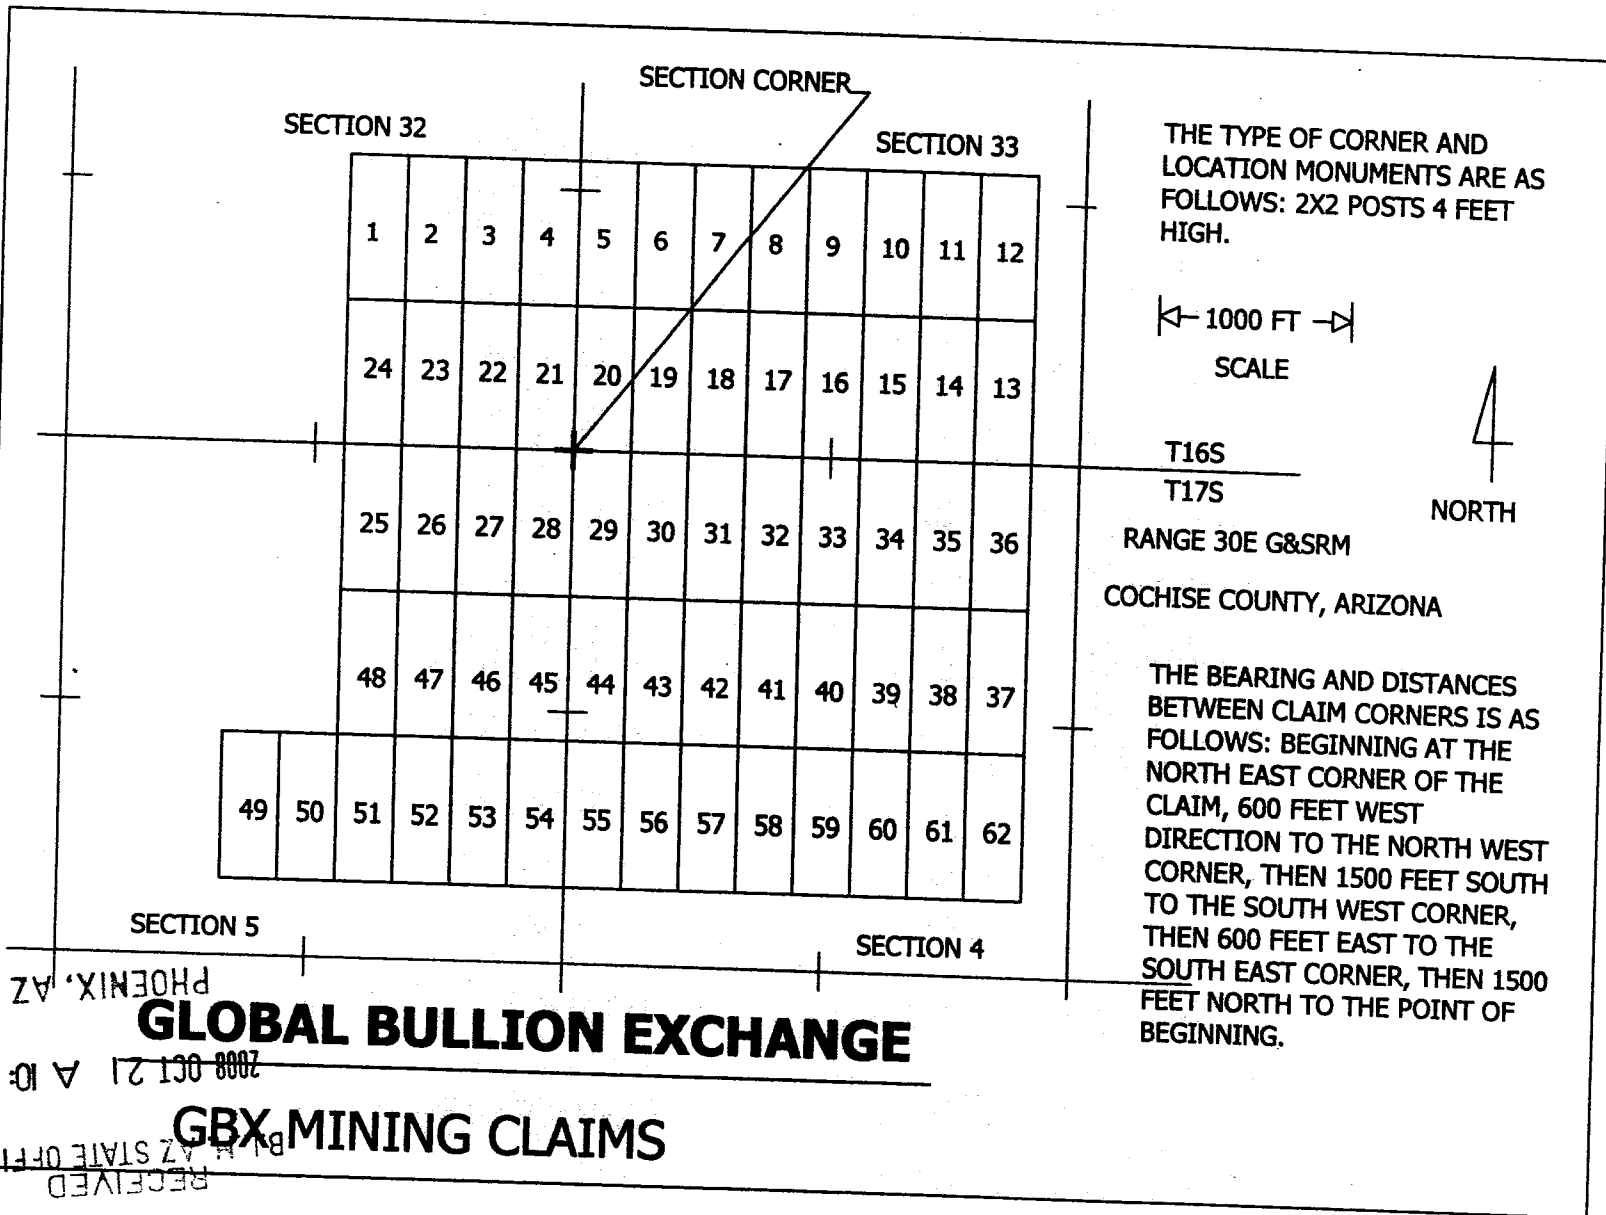 SECTION CORNER
SECTION 32
SECTION 33
1 2 3 4 5 6 7 8 9 10 11 12
24 23 22 21 20 19 18 17 16 15 14 13
25 26 27 28 29 30 31 32 33 34 35 36
48 47 46 45 44 43 42 41 40 39 38 37
49 50 51 52 53 54 55 56 57 58 59 60 61 62
SECTION 5
SECTION 4
THE TYPE OF CORNER AND
LOCATION MONUMENTS ARE AS
FOLLOWS: 2X2 POSTS 4 FEET
HIGH.
1000 FT
SCALE
T16S
T17S
NORTH
RANGE 30E G&SRM
COCHISE COUNTY, ARIZONA
THE BEARING AND DISTANCES
BETWEEN CLAIM CORNERS IS AS
FOLLOWS: BEGINNING AT THE
NORTH EAST CORNER OF THE
CLAIM, 600 FEET WEST
DIRECTION TO THE NORTH WEST
CORNER, THEN 1500 FEET SOUTH
TO THE SOUTH WEST CORNER,
THEN 600 FEET EAST TO THE
SOUTH EAST CORNER, THEN 1500
FEET NORTH TO THE POINT OF
BEGINNING.
GLOBAL BULLION EXCHANGE
GBX MINING CLAIMS
RECEIVED
AZ STATE
2008 OCT 21 A 10:
PHOENIX, AZ